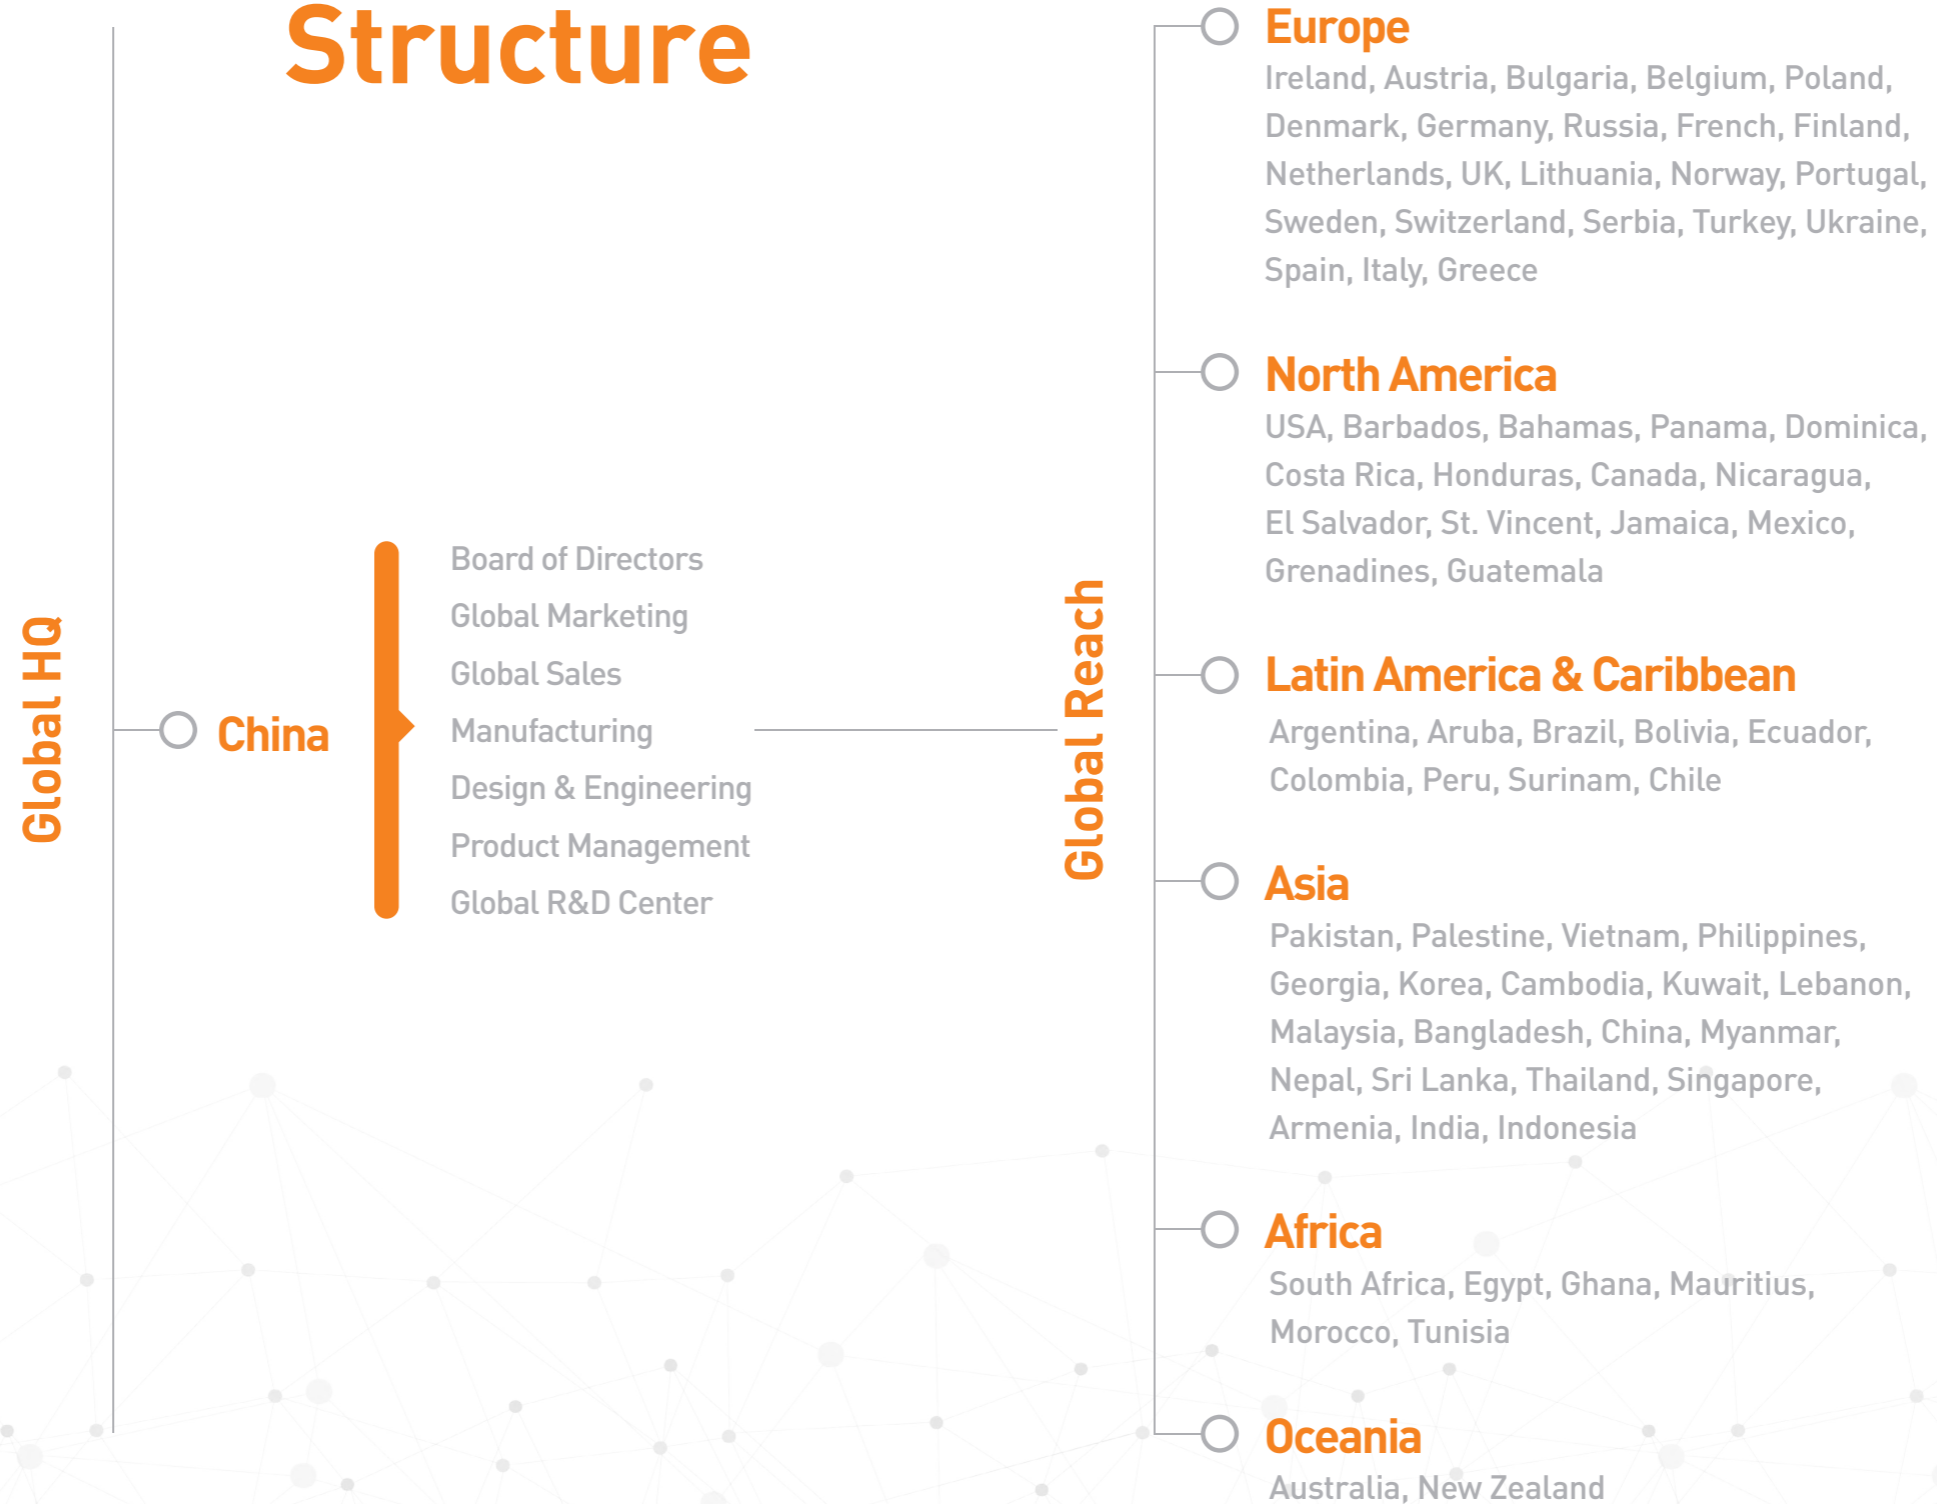 Structure
Global HQ
China
Board of Directors
Global Marketing
Global Sales
Manufacturing
Design & Engineering
Product Management
Global R&D Center
Global Reach
Europe
Ireland, Austria, Bulgaria, Belgium, Poland,
Denmark, Germany, Russia, French, Finland,
Netherlands, UK, Lithuania, Norway, Portugal,
Sweden, Switzerland, Serbia, Turkey, Ukraine,
Spain, Italy, Greece
North America
USA, Barbados, Bahamas, Panama, Dominica,
Costa Rica, Honduras, Canada, Nicaragua,
El Salvador, St. Vincent, Jamaica, Mexico,
Grenadines, Guatemala
Latin America & Caribbean
Argentina, Aruba, Brazil, Bolivia, Ecuador,
Colombia, Peru, Surinam, Chile
Asia
Pakistan, Palestine, Vietnam, Philippines,
Georgia, Korea, Cambodia, Kuwait, Lebanon,
Malaysia, Bangladesh, China, Myanmar,
Nepal, Sri Lanka, Thailand, Singapore,
Armenia, India, Indonesia
Africa
South Africa, Egypt, Ghana, Mauritius,
Morocco, Tunisia
Oceania
Australia, New Zealand